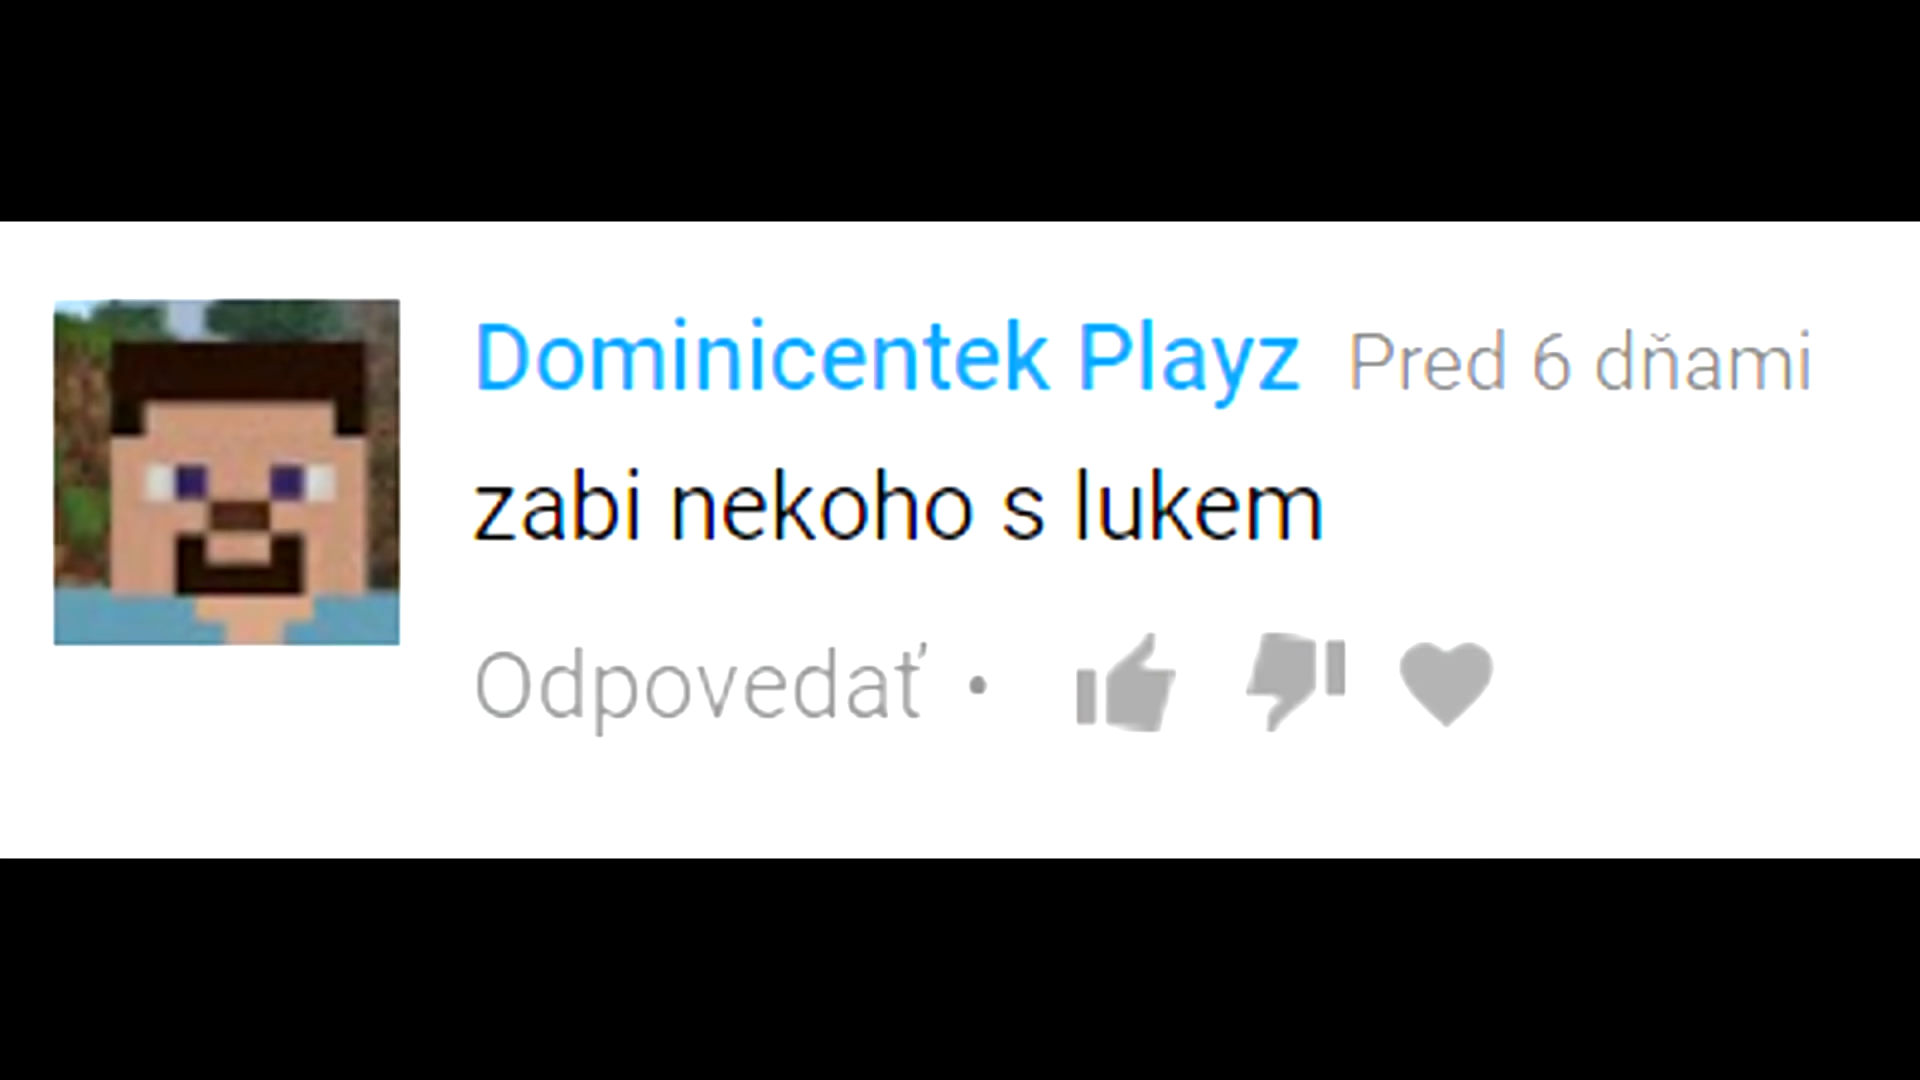 Dominicentek Playz Pred 6 dňami
zabi nekoho s lukem
Odpovedať •